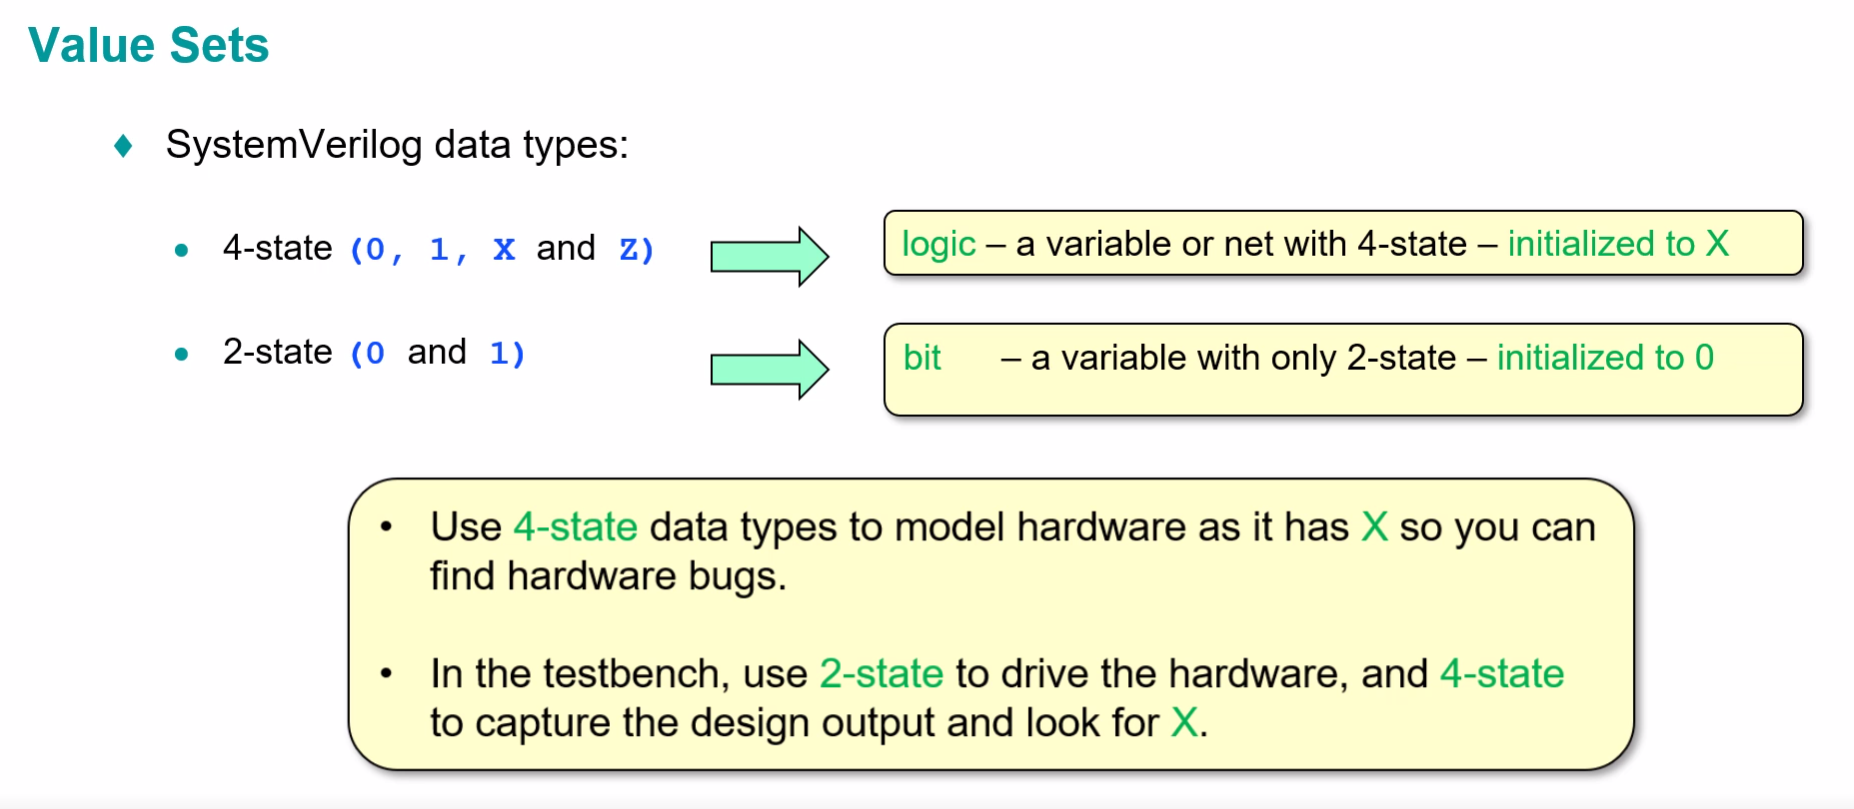 Value Sets
♦ SystemVerilog data types:
• 4-state (0, 1, X and Z)
logic – a variable or net with 4-state – initialized to X
• 2-state (0 and 1)
bit – a variable with only 2-state – initialized to 0
• Use 4-state data types to model hardware as it has X so you can
find hardware bugs.
• In the testbench, use 2-state to drive the hardware, and 4-state
to capture the design output and look for X.